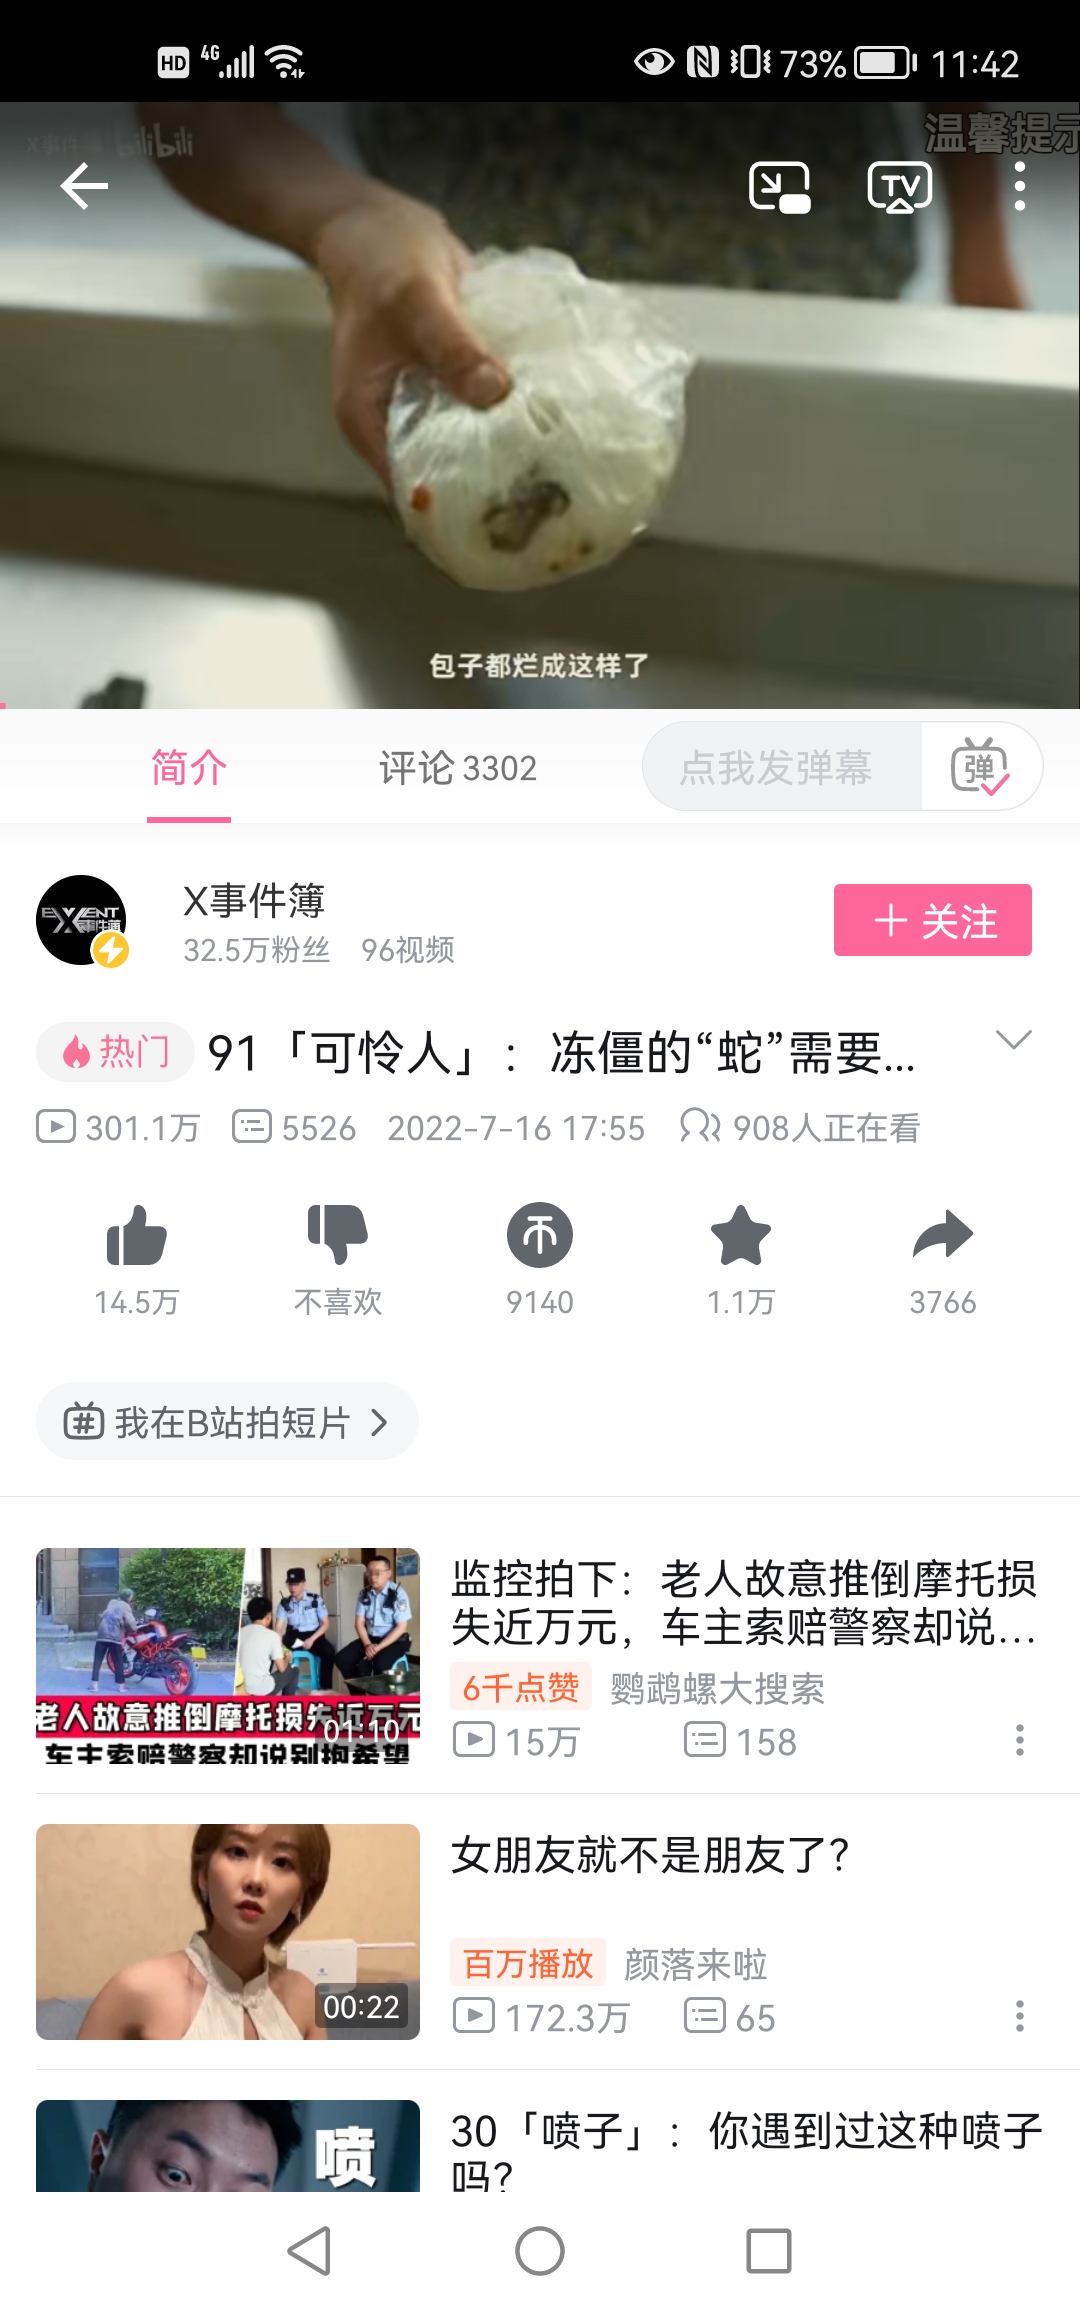 HD 4G 73% 11:42
X事件簿 bilibili
温馨提示
TV
包子都烂成这样了
简介 评论 3302 点我发弹幕 弹
EXVENT
事件簿
X事件簿
32.5万粉丝 96视频
+ 关注
热门 91「可怜人」：冻僵的“蛇”需要...
301.1万 5526 2022-7-16 17:55 908人正在看
14.5万 不喜欢 9140 1.1万 3766
# 我在B站拍短片 >
监控拍下：老人故意推倒摩托损
失近万元，车主索赔警察却说...
6千点赞 鹦鹉螺大搜索
15万 158
老人故意推倒摩托损失近万元
01:10
车主索赔警察却说别抱希望
女朋友就不是朋友了？
百万播放 颜落来啦
172.3万 65
00:22
30「喷子」：你遇到过这种喷子
吗？
喷